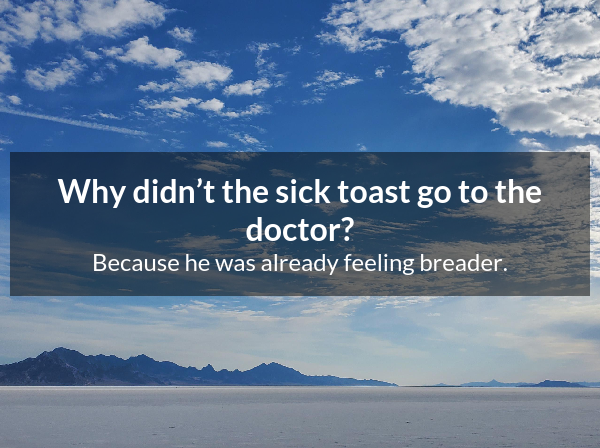 Why didn’t the sick toast go to the
doctor?
Because he was already feeling breader.